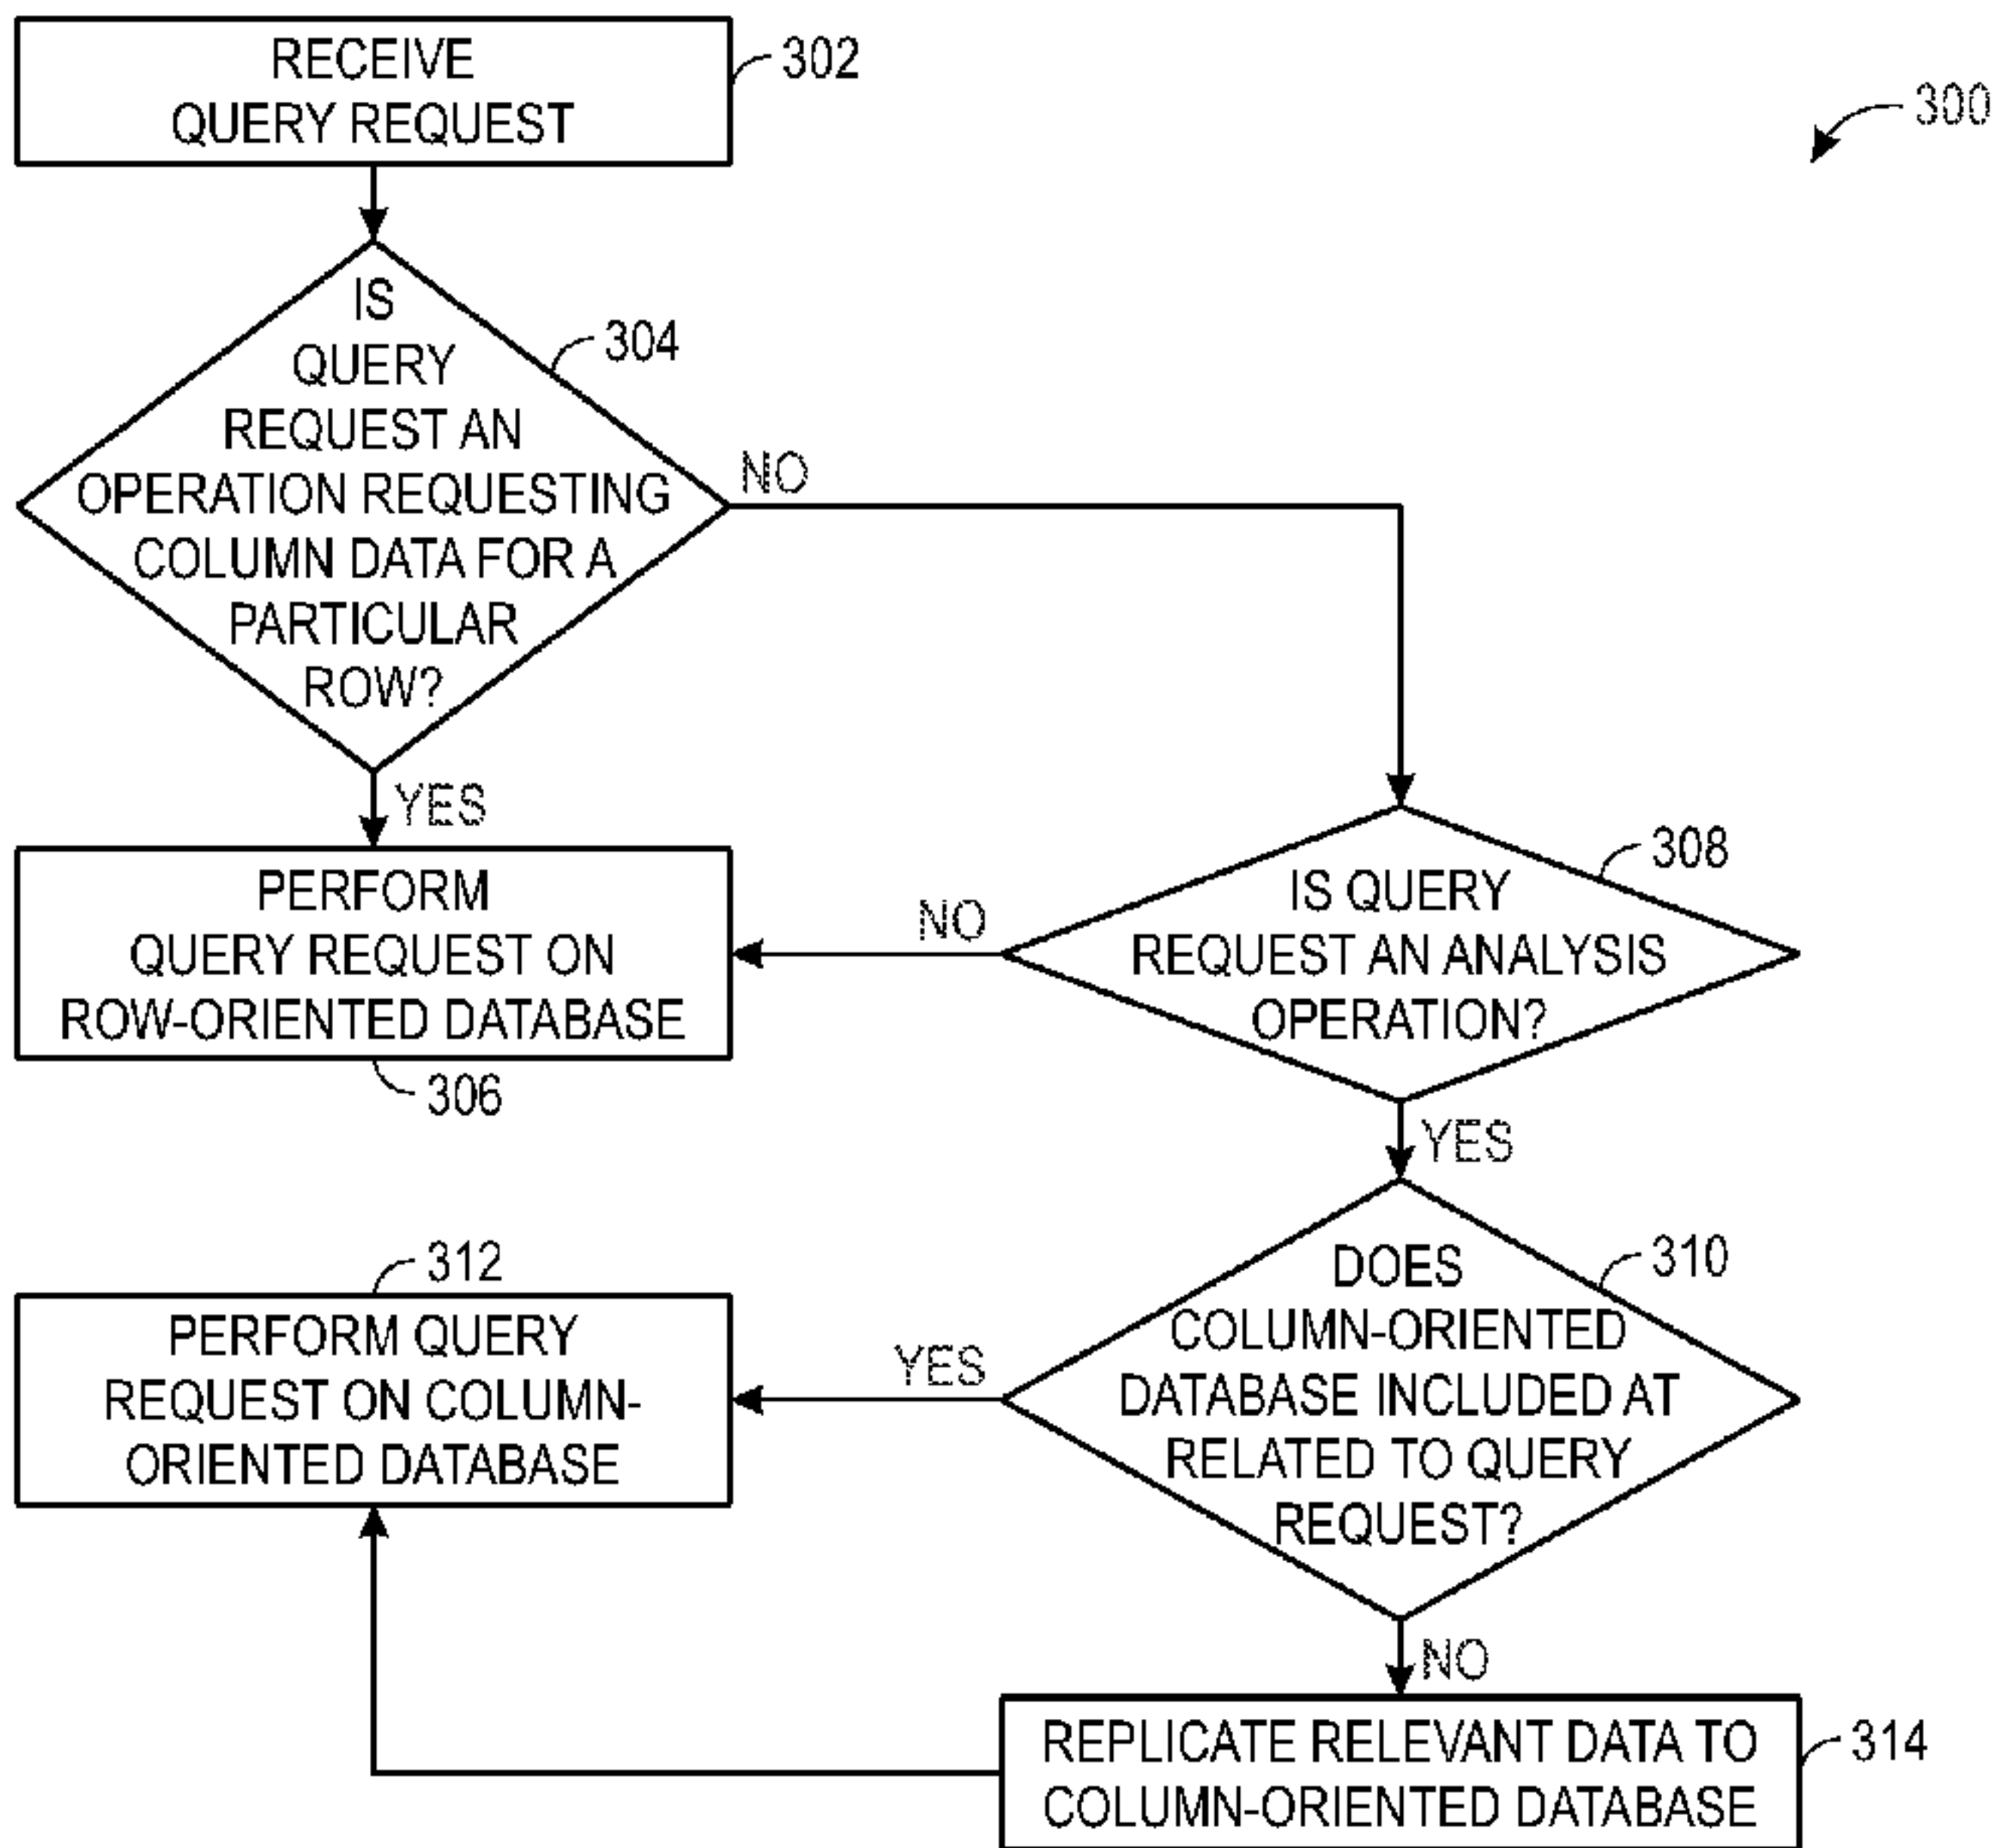 RECEIVE
QUERY REQUEST
302
300
IS
QUERY
REQUEST AN
OPERATION REQUESTING
COLUMN DATA FOR A
PARTICULAR
ROW?
304
NO
YES
PERFORM
QUERY REQUEST ON
ROW-ORIENTED DATABASE
306
NO
IS QUERY
REQUEST AN ANALYSIS
OPERATION?
308
YES
DOES
COLUMN-ORIENTED
DATABASE INCLUDED AT
RELATED TO QUERY
REQUEST?
310
YES
312
PERFORM QUERY
REQUEST ON COLUMN-
ORIENTED DATABASE
NO
REPLICATE RELEVANT DATA TO
COLUMN-ORIENTED DATABASE
314